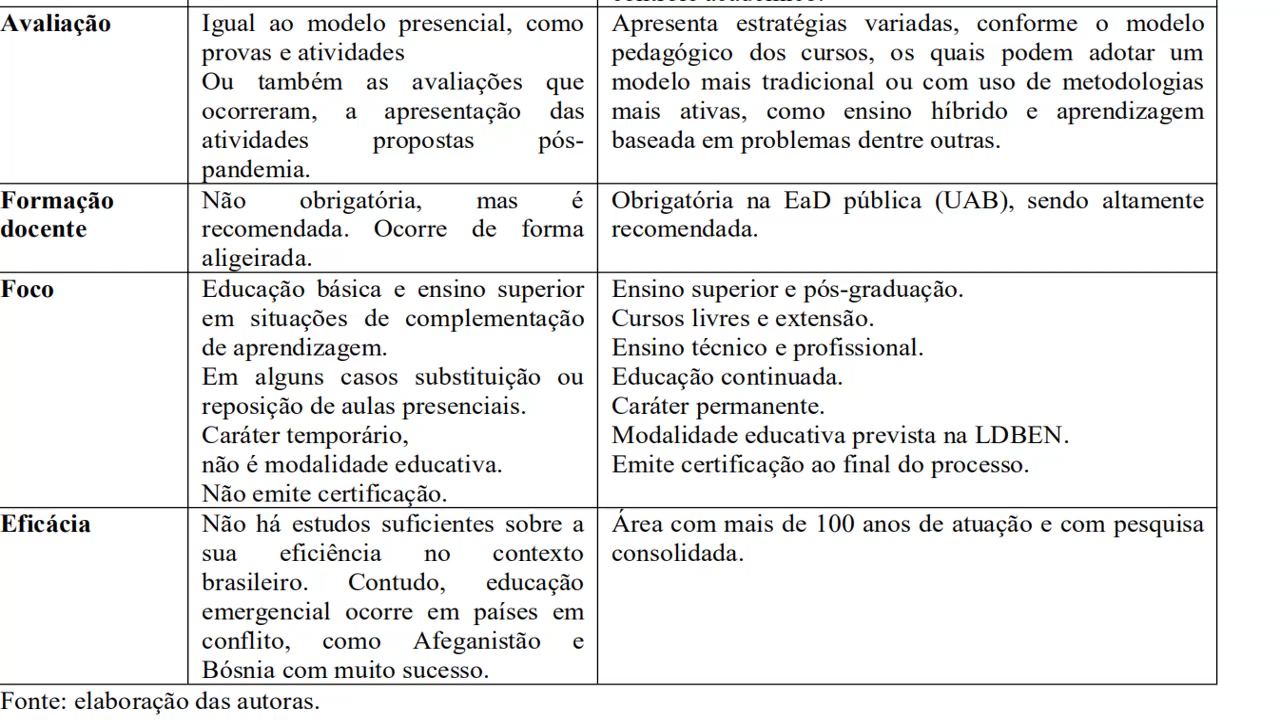 controle acadêmico.
Avaliação
Igual ao modelo presencial, como
provas e atividades
Ou também as avaliações que
ocorreram, a apresentação das
atividades propostas pós-
pandemia.
Apresenta estratégias variadas, conforme o modelo
pedagógico dos cursos, os quais podem adotar um
modelo mais tradicional ou com uso de metodologias
mais ativas, como ensino híbrido e aprendizagem
baseada em problemas dentre outras.
Formação
docente
Não obrigatória, mas é
recomendada. Ocorre de forma
aligeirada.
Obrigatória na EaD pública (UAB), sendo altamente
recomendada.
Foco
Educação básica e ensino superior
em situações de complementação
de aprendizagem.
Em alguns casos substituição ou
reposição de aulas presenciais.
Caráter temporário,
não é modalidade educativa.
Não emite certificação.
Ensino superior e pós-graduação.
Cursos livres e extensão.
Ensino técnico e profissional.
Educação continuada.
Caráter permanente.
Modalidade educativa prevista na LDBEN.
Emite certificação ao final do processo.
Eficácia
Não há estudos suficientes sobre a
sua eficiência no contexto
brasileiro. Contudo, educação
emergencial ocorre em países em
conflito, como Afeganistão e
Bósnia com muito sucesso.
Área com mais de 100 anos de atuação e com pesquisa
consolidada.
Fonte: elaboração das autoras.